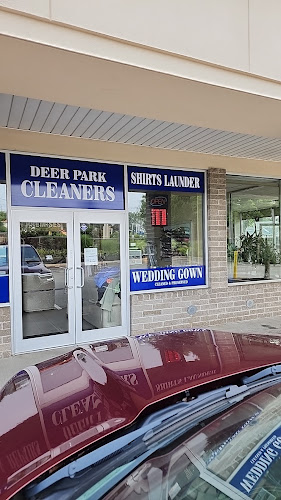 DEER PARK
CLEANERS
SHIRTS LAUNDER
WEDDING GOWN
CLEANED & PRESERVED